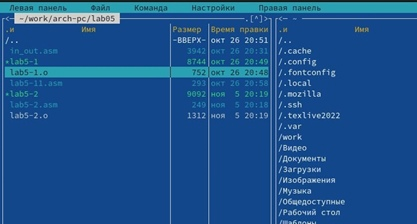 Левая панель Файл Команда Настройки Правая панель
~/work/arch-pc/lab05 .[^]>
.и Имя Размер Время правки .и Имя
/.. -ВВЕРХ- окт 26 20:51 /..
in_out.asm 3942 окт 26 20:31 /.cache
*lab5-1 8744 окт 26 20:49 /.config
lab5-1.o 752 окт 26 20:48 /.fontconfig
lab5-11.asm 293 окт 26 20:58 /.local
*lab5-2 9092 ноя 5 20:19 /.mozilla
lab5-2.asm 249 ноя 5 20:18 /.ssh
lab5-2.o 1312 ноя 5 20:19 /.texlive2022
/.var
/work
/Видео
/Документы
/Загрузки
/Изображения
/Музыка
/Общедоступные
/Рабочий стол
/Шаблоны